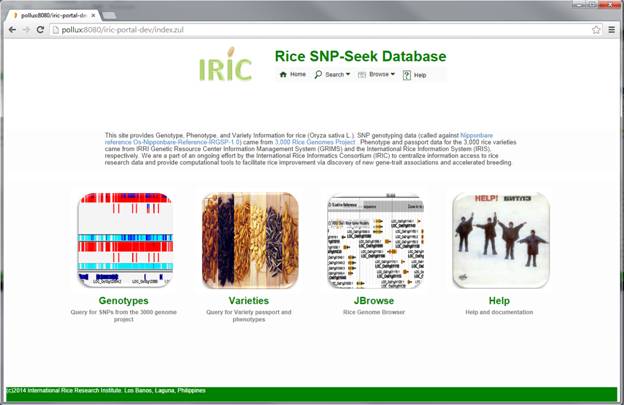 pollux:8080/iric-portal-dev/
pollux:8080/iric-portal-dev/index.zul
IRIC
Rice SNP-Seek Database
Home Search Browse Help
This site provides Genotype, Phenotype, and Variety Information for rice (Oryza sativa L.). SNP genotyping data (called against Nipponbare
reference Os-Nipponbare-Reference-IRGSP-1.0) came from 3,000 Rice Genomes Project . Phenotype and passport data for the 3,000 rice varieties
came from IRRI Genetic Resource Center Information Management System (GRIMS) and the International Rice Information System (IRIS),
respectively. We are a part of an ongoing effort by the International Rice Informatics Consortium (IRIC) to centralize information access to rice
research data and provide computational tools to facilitate rice improvement via discovery of new gene-trait associations and accelerated breeding.
HELP! БИТЛЗ
Genotypes Varieties JBrowse Help
Query for SNPs from the 3000 genome
project
Query for Variety passport and
phenotypes
Rice Genome Browser
Help and documentation
(c)2014 International Rice Research Institute. Los Banos, Laguna, Philippines